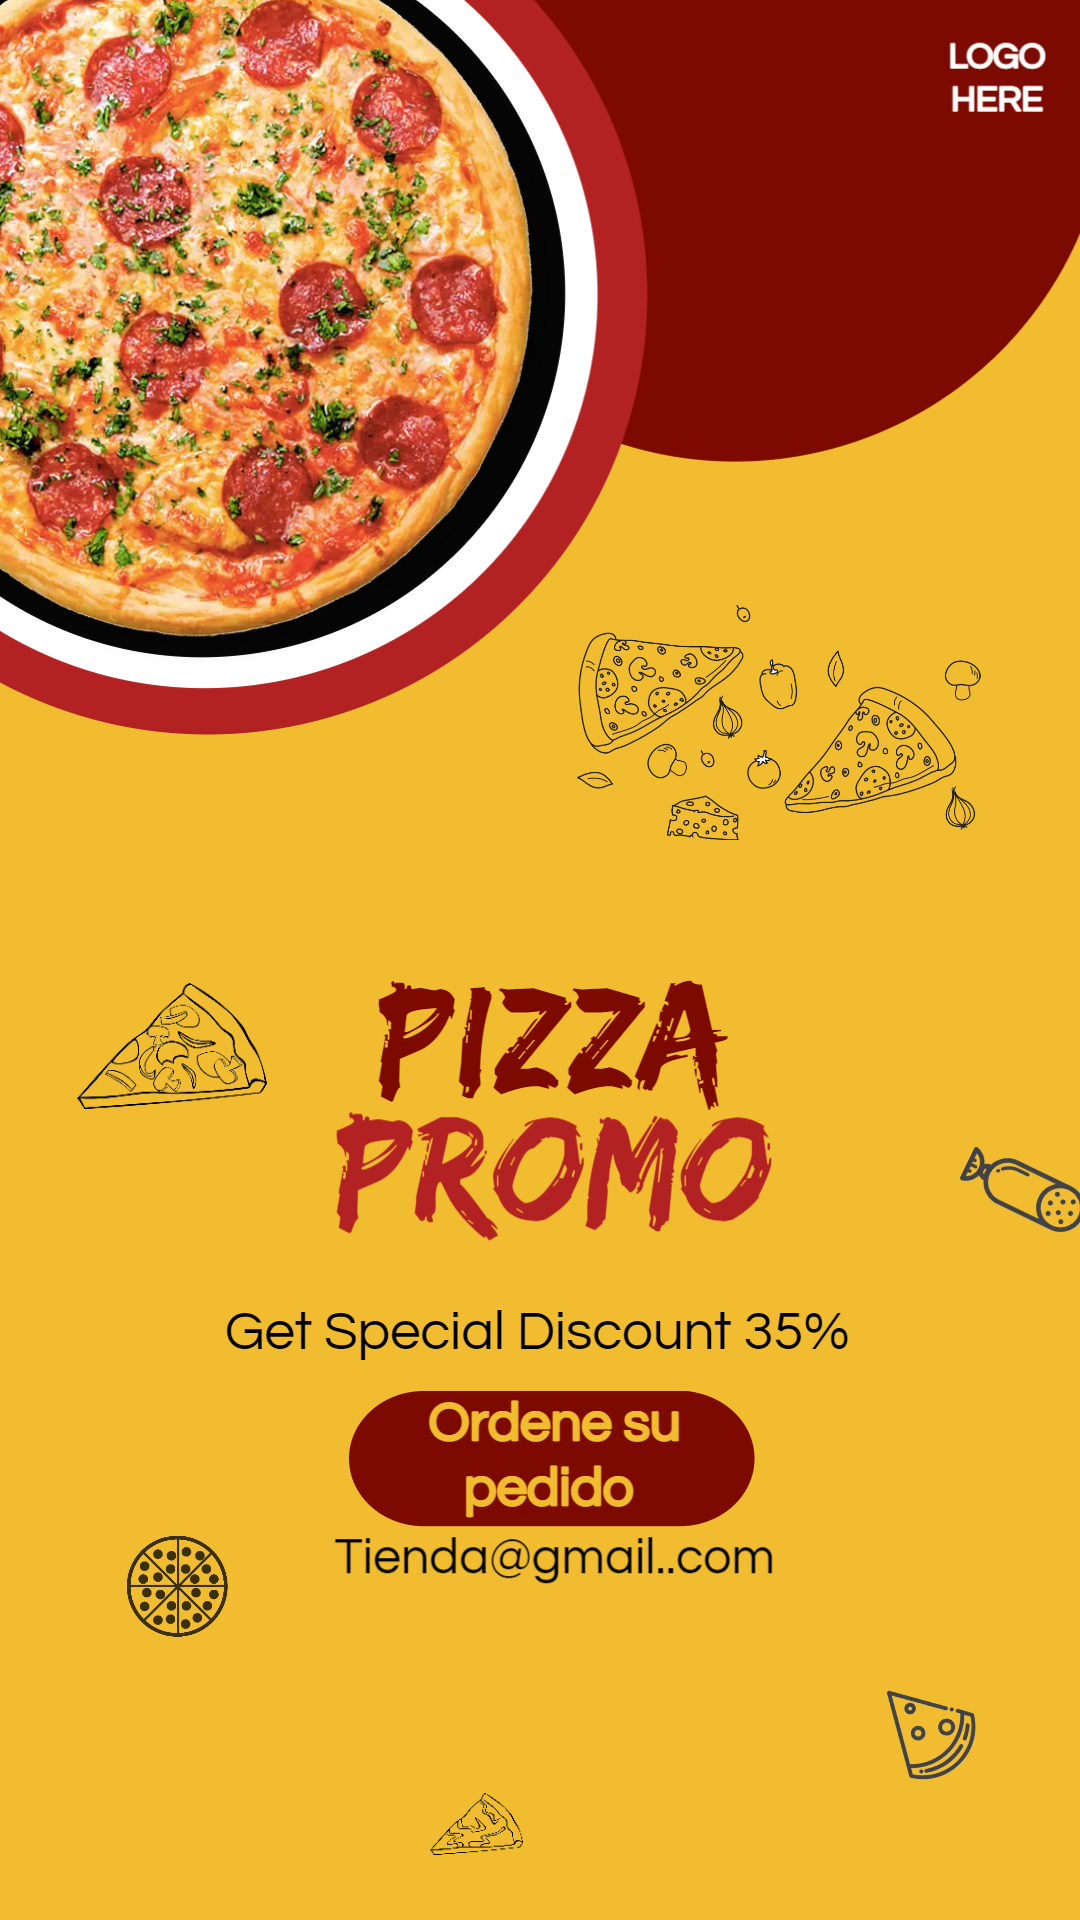 LOGO
HERE
PIZZA
PROMO
Get Special Discount 35%
Ordene su
pedido
Tienda@gmail..com